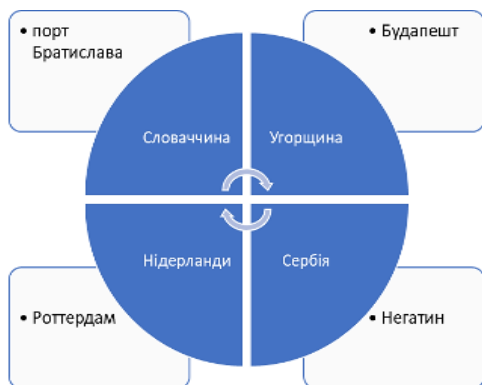 • порт
Братислава
• Будапешт
Словаччина
Угорщина
Нідерланди
Сербія
• Роттердам
• Негатин